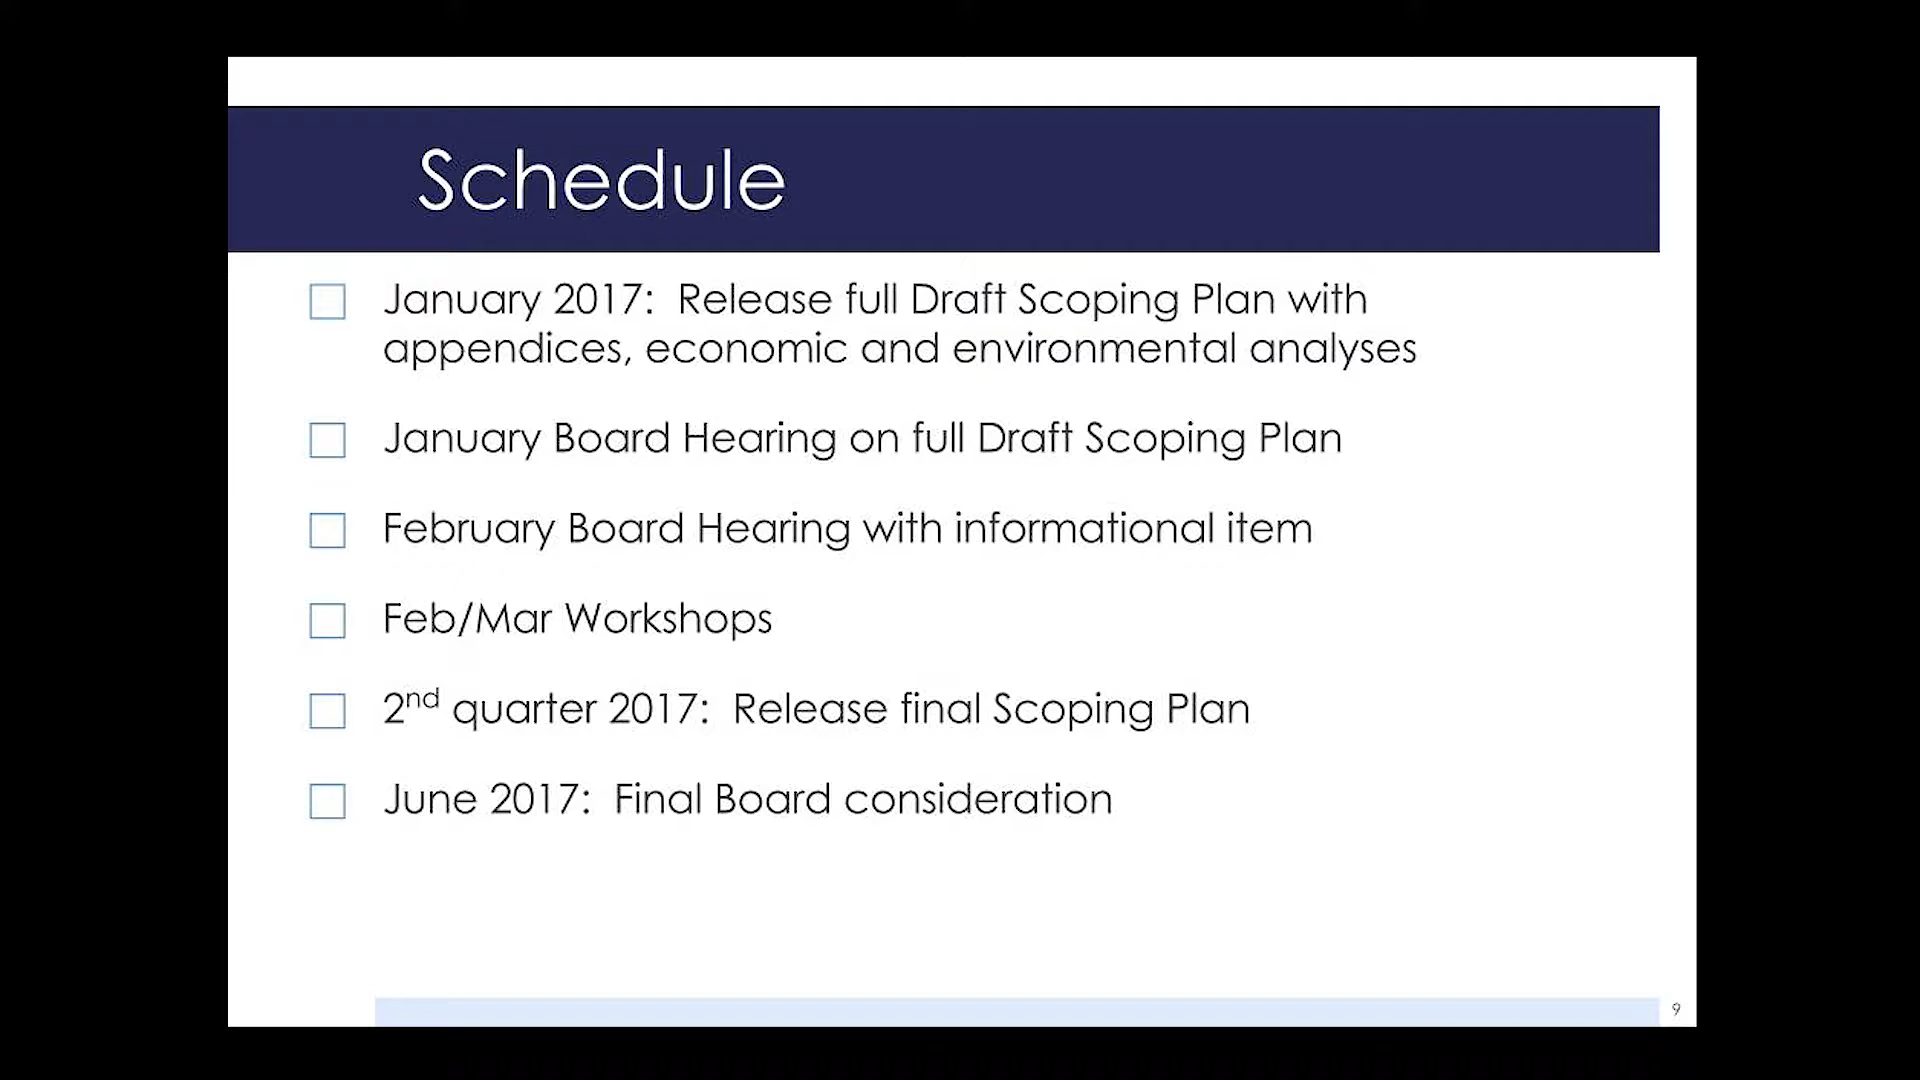 Schedule
January 2017:  Release full Draft Scoping Plan with
appendices, economic and environmental analyses
January Board Hearing on full Draft Scoping Plan
February Board Hearing with informational item
Feb/Mar Workshops
2nd quarter 2017:  Release final Scoping Plan
June 2017:  Final Board consideration
9